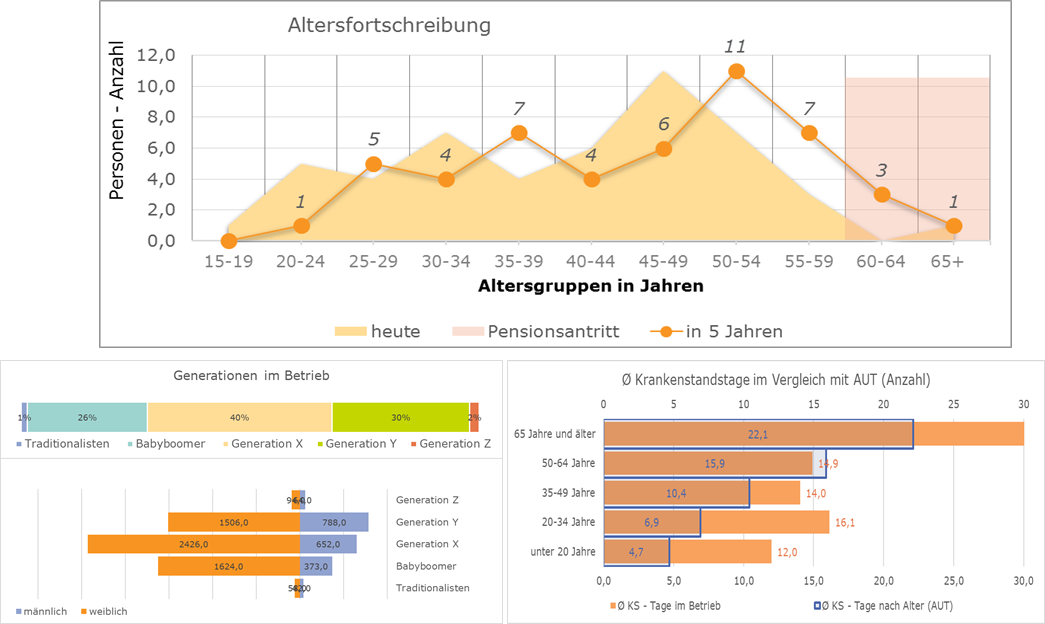 Altersfortschreibung
Personen - Anzahl
12,0
10,0
8,0
6,0
4,0
2,0
0,0
1
5
4
7
4
6
11
7
3
1
15-19 20-24 25-29 30-34 35-39 40-44 45-49 50-54 55-59 60-64 65+
Altersgruppen in Jahren
heute Pensionsantritt in 5 Jahren
Generationen im Betrieb
1% 26% 40% 30% 2%
Traditionalisten Babyboomer Generation X Generation Y Generation Z
Generation Z
1506,0 788,0 Generation Y
2426,0 652,0 Generation X
1624,0 373,0 Babyboomer
Traditionalisten
männlich weiblich
Ø Krankenstandstage im Vergleich mit AUT (Anzahl)
0 5 10 15 20 25 30
65 Jahre und älter 22,1
50-64 Jahre 15,9 14,9
35-49 Jahre 10,4 14,0
20-34 Jahre 6,9 16,1
unter 20 Jahre 4,7 12,0
0,0 5,0 10,0 15,0 20,0 25,0 30,0
Ø KS - Tage im Betrieb Ø KS - Tage nach Alter (AUT)